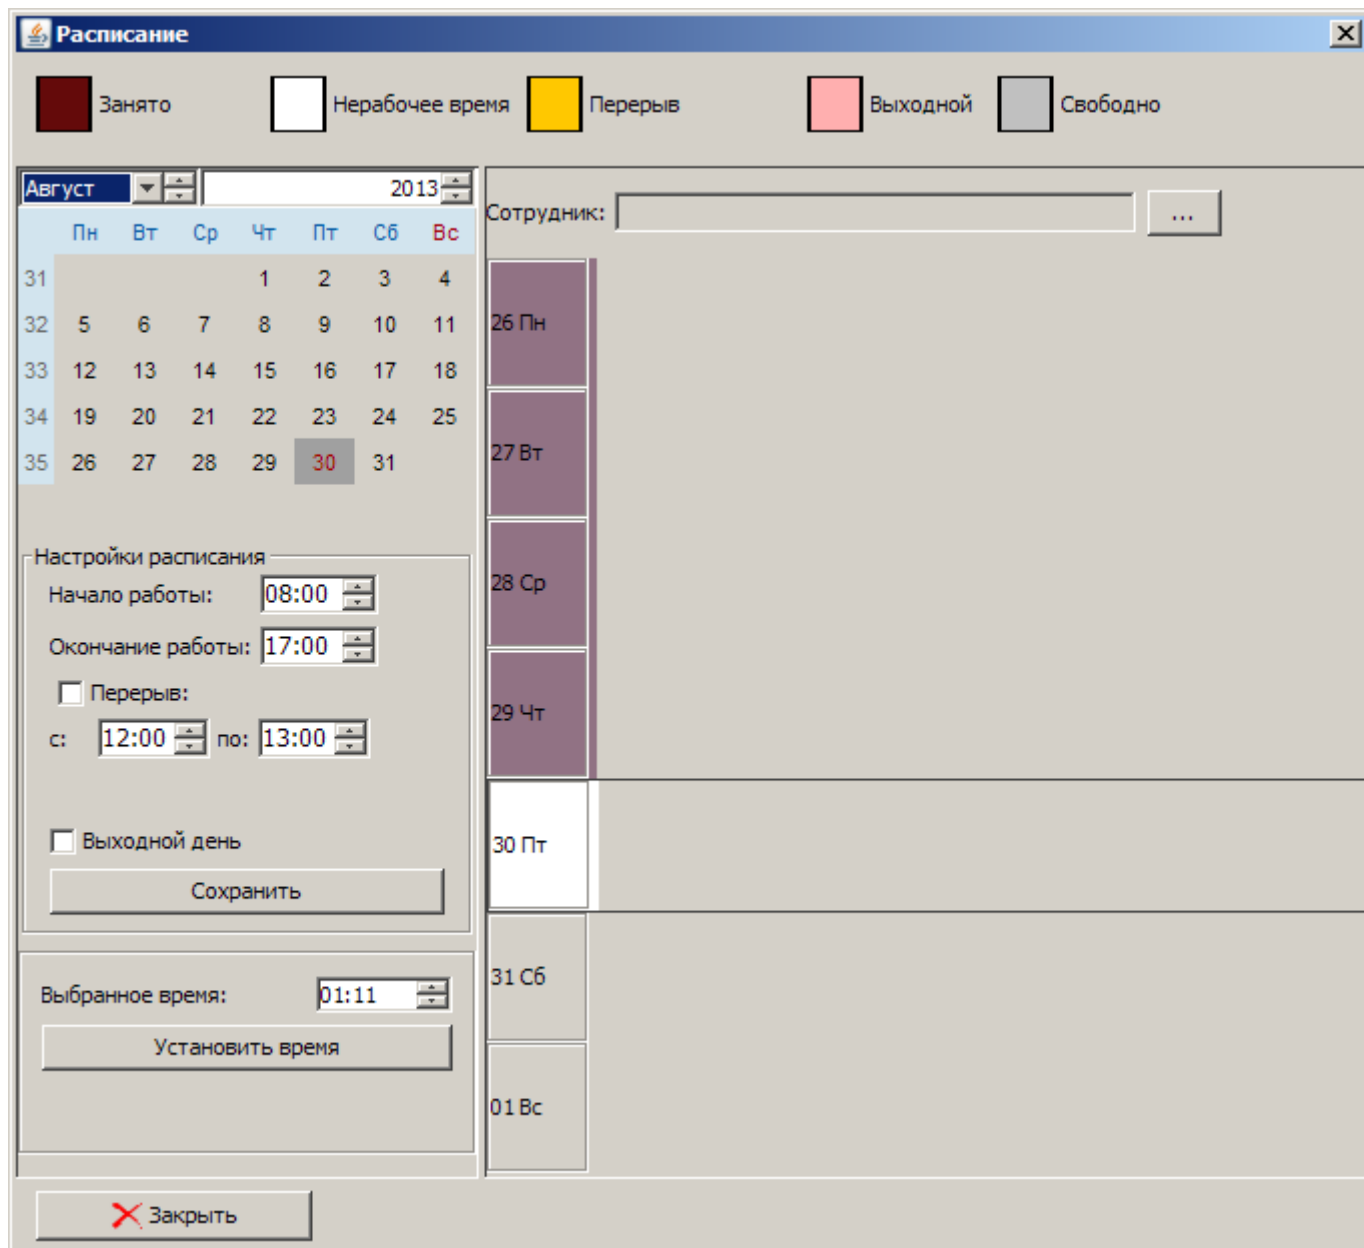 Расписание
Занято Нерабочее время Перерыв Выходной Свободно
Август 2013
Пн Вт Ср Чт Пт Сб Вс
31 1 2 3 4
32 5 6 7 8 9 10 11
33 12 13 14 15 16 17 18
34 19 20 21 22 23 24 25
35 26 27 28 29 30 31
Настройки расписания
Начало работы: 08:00
Окончание работы: 17:00
Перерыв:
с: 12:00 по: 13:00
Выходной день
Сохранить
Выбранное время: 01:11
Установить время
Сотрудник: ...
26 Пн
27 Вт
28 Ср
29 Чт
30 Пт
31 Сб
01 Вс
Закрыть